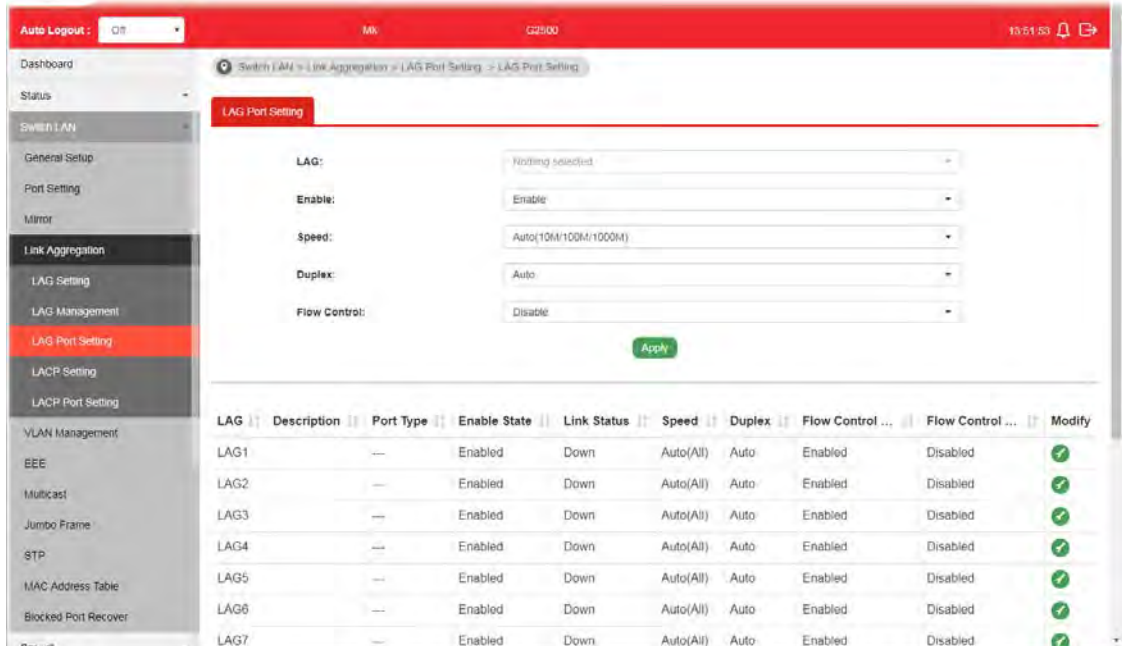 Auto Logout : Off G2500 13:51:53
Dashboard
Switch LAN > Link Aggregation > LAG Port Setting > LAG Port Setting
Status
LAG Port Setting
Switch LAN
General Setup
LAG: Nothing selected
Port Setting
Enable: Enable
Mirror
Speed: Auto(10M/100M/1000M)
Link Aggregation
Duplex: Auto
LAG Setting
LAG Management
Flow Control: Disable
LAG Port Setting
Apply
LACP Setting
LACP Port Setting
LAG Description Port Type Enable State Link Status Speed Duplex Flow Control ... Flow Control ... Modify
VLAN Management
LAG1 --- Enabled Down Auto(All) Auto Enabled Disabled
EEE
LAG2 --- Enabled Down Auto(All) Auto Enabled Disabled
Multicast
LAG3 --- Enabled Down Auto(All) Auto Enabled Disabled
Jumbo Frame
LAG4 --- Enabled Down Auto(All) Auto Enabled Disabled
STP
LAG5 --- Enabled Down Auto(All) Auto Enabled Disabled
MAC Address Table
LAG6 --- Enabled Down Auto(All) Auto Enabled Disabled
Blocked Port Recover
LAG7 --- Enabled Down Auto(All) Auto Enabled Disabled